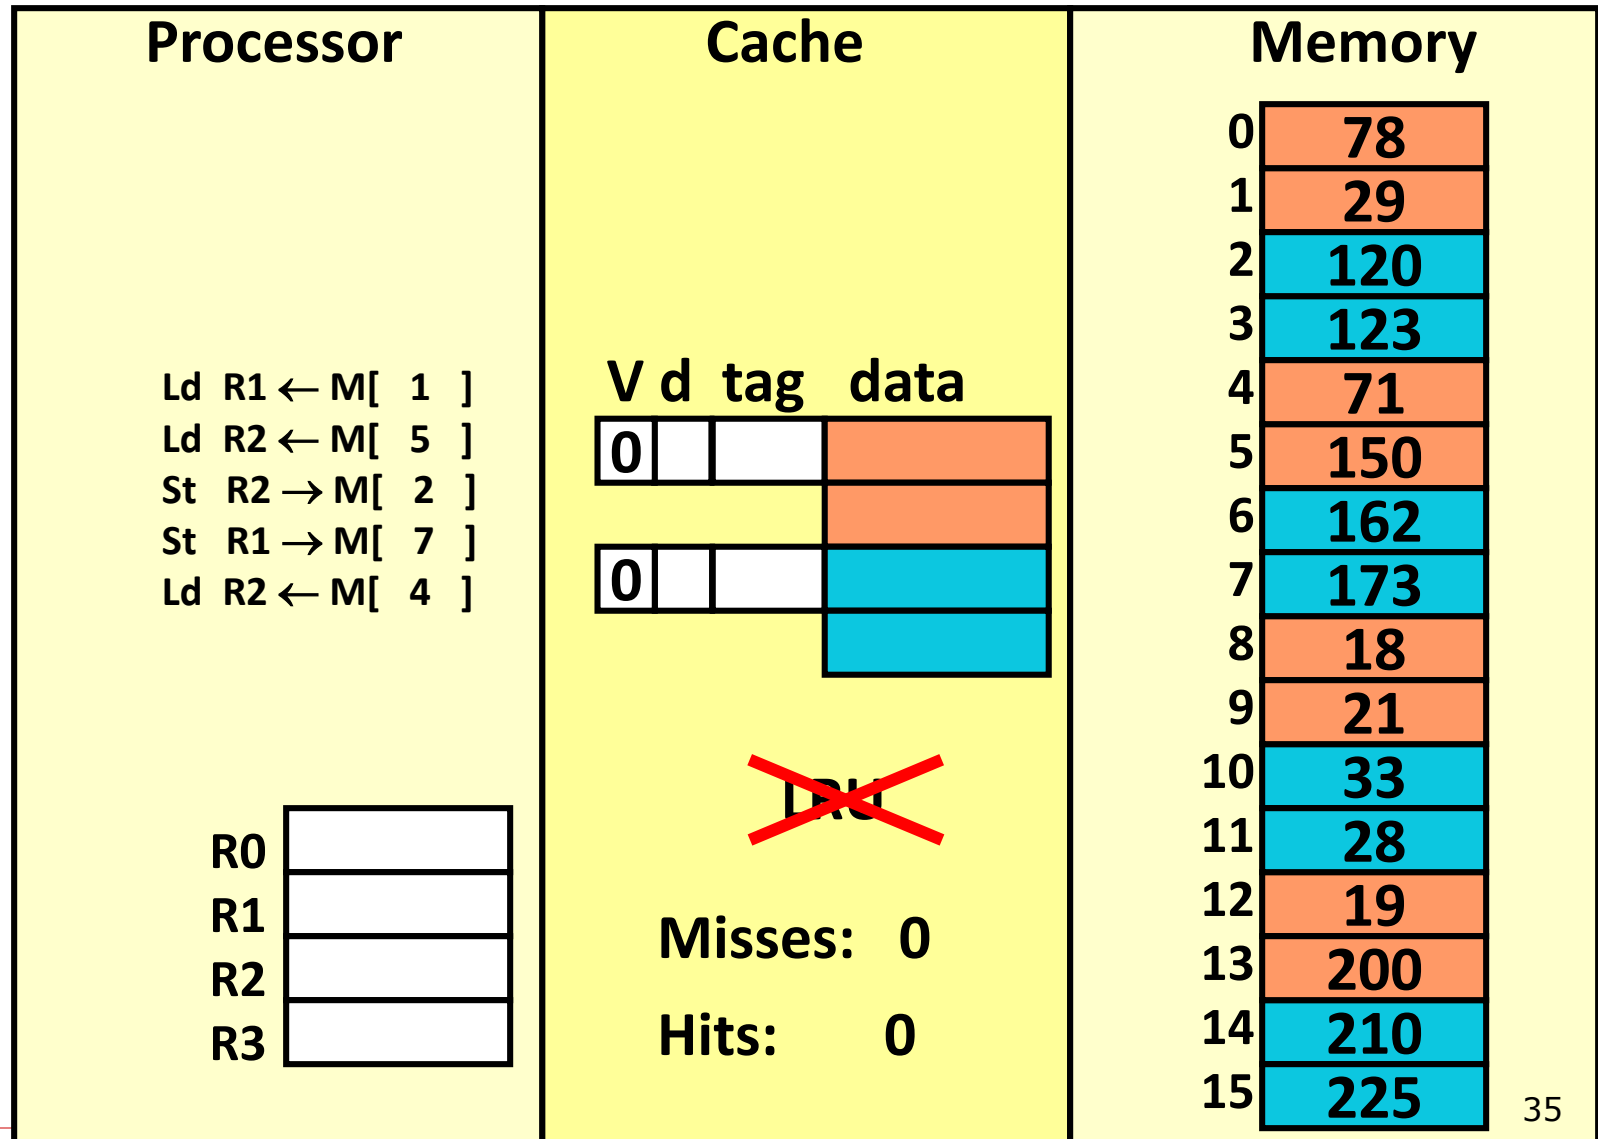 Processor
Ld R1 ← M[ 1 ]
Ld R2 ← M[ 5 ]
St R2 → M[ 2 ]
St R1 → M[ 7 ]
Ld R2 ← M[ 4 ]
R0
R1
R2
R3
Cache
V d tag data
0
0
LRU
Misses: 0
Hits: 0
Memory
0 78
1 29
2 120
3 123
4 71
5 150
6 162
7 173
8 18
9 21
10 33
11 28
12 19
13 200
14 210
15 225
35